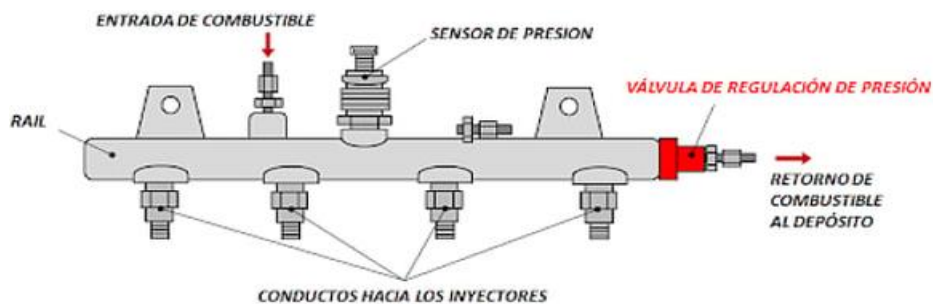 ENTRADA DE COMBUSTIBLE
SENSOR DE PRESION
VÁLVULA DE REGULACIÓN DE PRESIÓN
RAIL
RETORNO DE
COMBUSTIBLE
AL DEPÓSITO
CONDUCTOS HACIA LOS INYECTORES